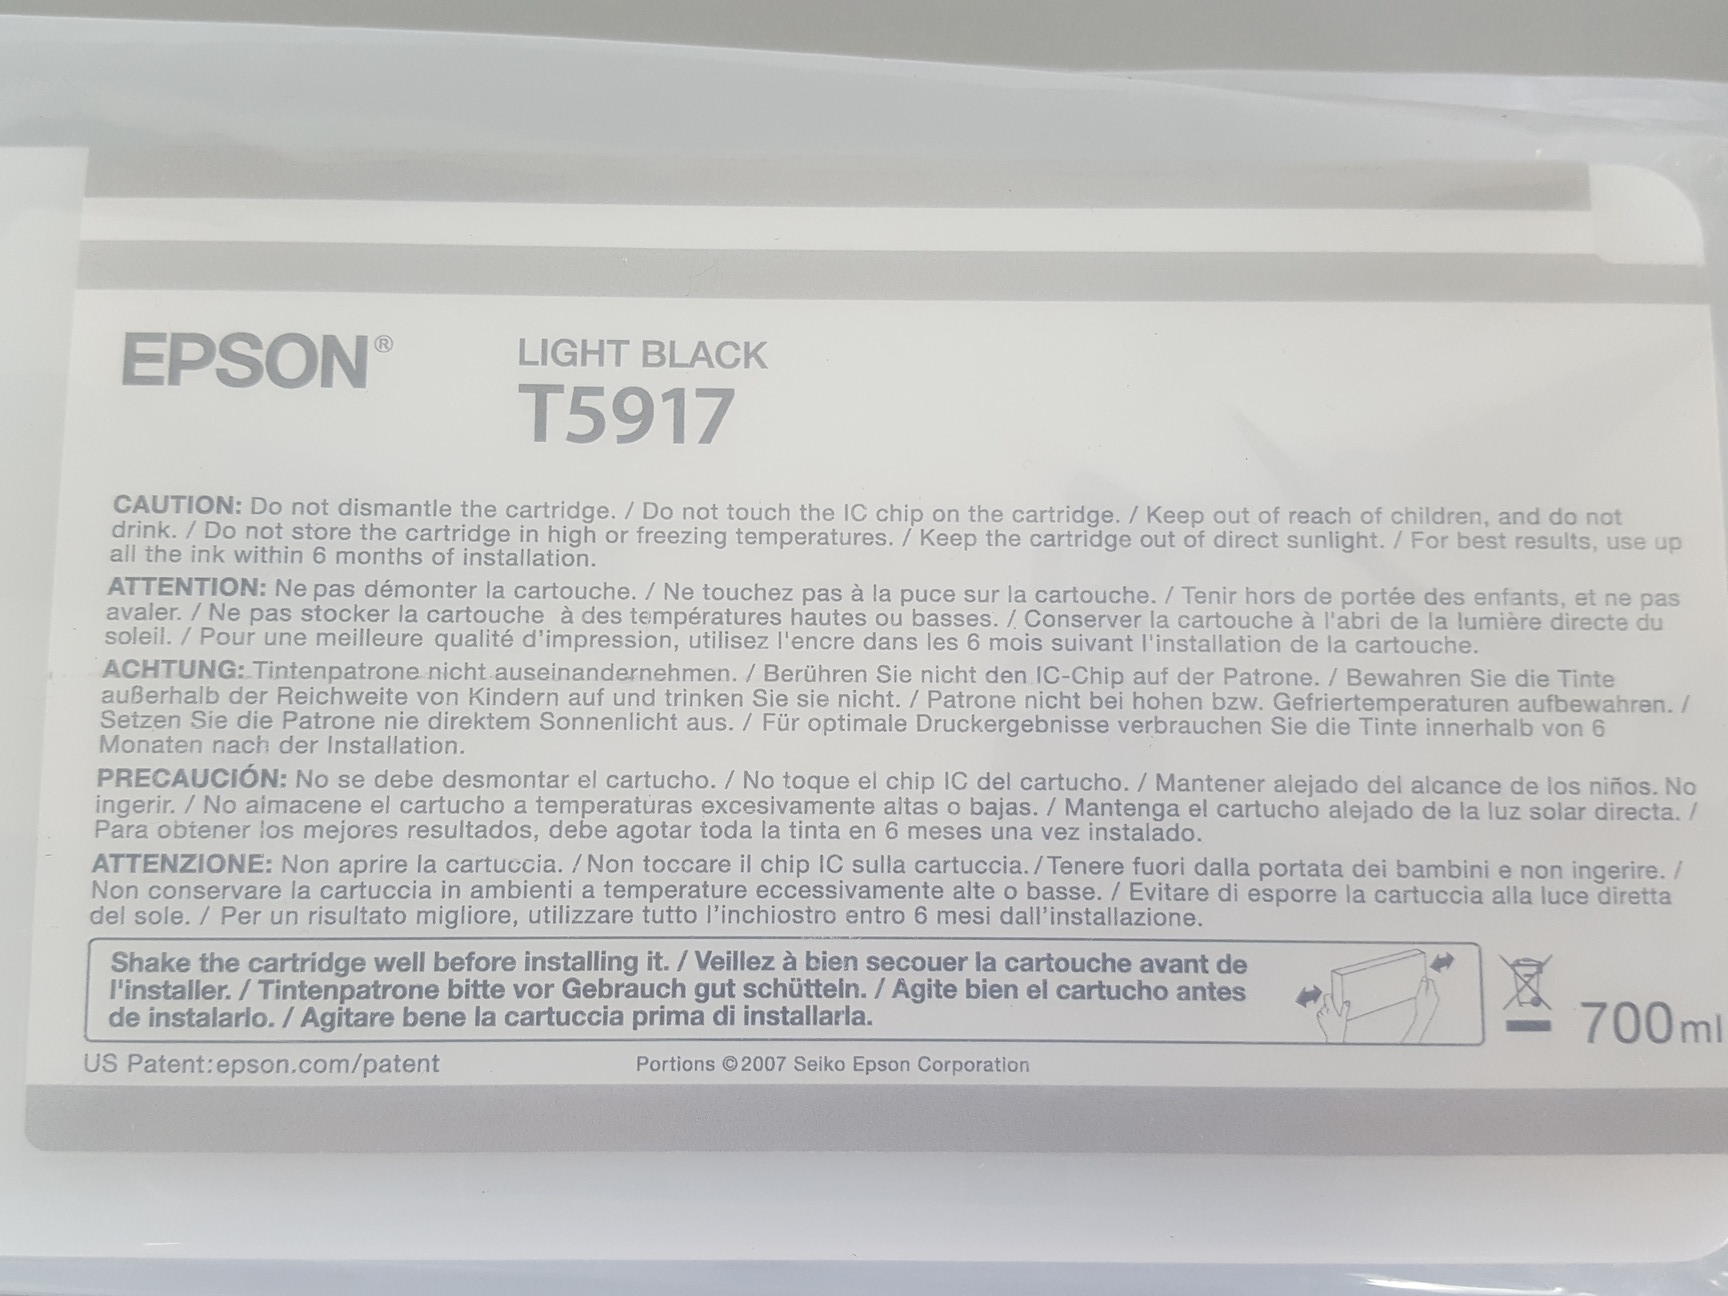 EPSON®
LIGHT BLACK
T5917
CAUTION: Do not dismantle the cartridge. / Do not touch the IC chip on the cartridge. / Keep out of reach of children, and do not
drink. / Do not store the cartridge in high or freezing temperatures. / Keep the cartridge out of direct sunlight. / For best results, use up
all the ink within 6 months of installation.
ATTENTION: Ne pas démonter la cartouche. / Ne touchez pas à la puce sur la cartouche. / Tenir hors de portée des enfants, et ne pas
avaler. / Ne pas stocker la cartouche à des températures hautes ou basses. / Conserver la cartouche à l'abri de la lumière directe du
soleil. / Pour une meilleure qualité d'impression, utilisez l'encre dans les 6 mois suivant l'installation de la cartouche.
ACHTUNG: Tintenpatrone nicht auseinandernehmen. / Berühren Sie nicht den IC-Chip auf der Patrone. / Bewahren Sie die Tinte
außerhalb der Reichweite von Kindern auf und trinken Sie sie nicht. / Patrone nicht bei hohen bzw. Gefriertemperaturen aufbewahren. /
Setzen Sie die Patrone nie direktem Sonnenlicht aus. / Für optimale Druckergebnisse verbrauchen Sie die Tinte innerhalb von 6
Monaten nach der Installation.
PRECAUCIÓN: No se debe desmontar el cartucho. / No toque el chip IC del cartucho. / Mantener alejado del alcance de los niños. No
ingerir. / No almacene el cartucho a temperaturas excesivamente altas o bajas. / Mantenga el cartucho alejado de la luz solar directa. /
Para obtener los mejores resultados, debe agotar toda la tinta en 6 meses una vez instalado.
ATTENZIONE: Non aprire la cartuccia. / Non toccare il chip IC sulla cartuccia. / Tenere fuori dalla portata dei bambini e non ingerire. /
Non conservare la cartuccia in ambienti a temperature eccessivamente alte o basse. / Evitare di esporre la cartuccia alla luce diretta
del sole. / Per un risultato migliore, utilizzare tutto l'inchiostro entro 6 mesi dall'installazione.
Shake the cartridge well before installing it. / Veillez à bien secouer la cartouche avant de
l'installer. / Tintenpatrone bitte vor Gebrauch gut schütteln. / Agite bien el cartucho antes
de instalarlo. / Agitare bene la cartuccia prima di installarla.
700ml
US Patent:epson.com/patent
Portions ©2007 Seiko Epson Corporation